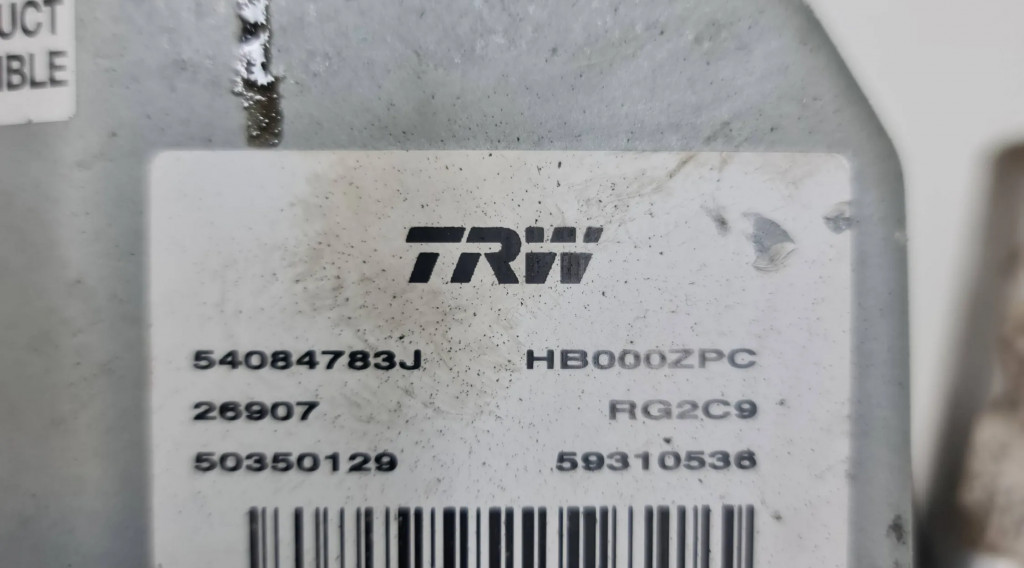 UCT
IBLE
TRW
54084783J HB000ZPC
26907 RG2C9
50350129 59310536